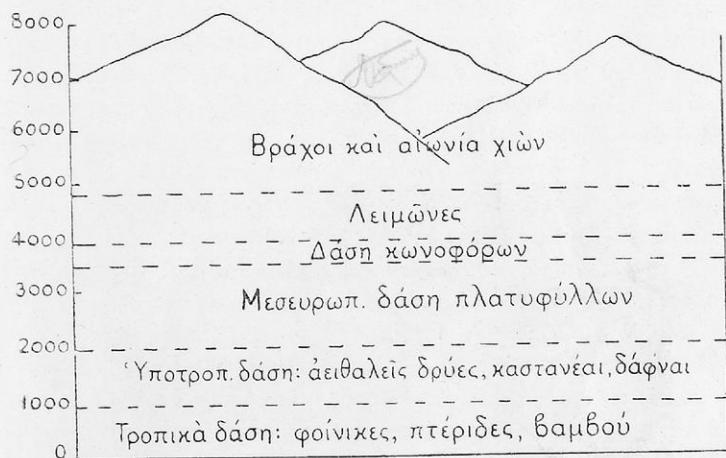 8000
7000
6000
Βράχοι καὶ αἰωνία χιὼν
5000
Λειμῶνες
4000
Δάση κωνοφόρων
3000
Μεσευρωπ. δάση πλατυφύλλων
2000
Ὑποτροπ. δάση: ἀειθαλεῖς δρύες, καστανέαι, δάφναι
1000
Τροπικὰ δάση: φοίνικες, πτέριδες, βαμβού
0